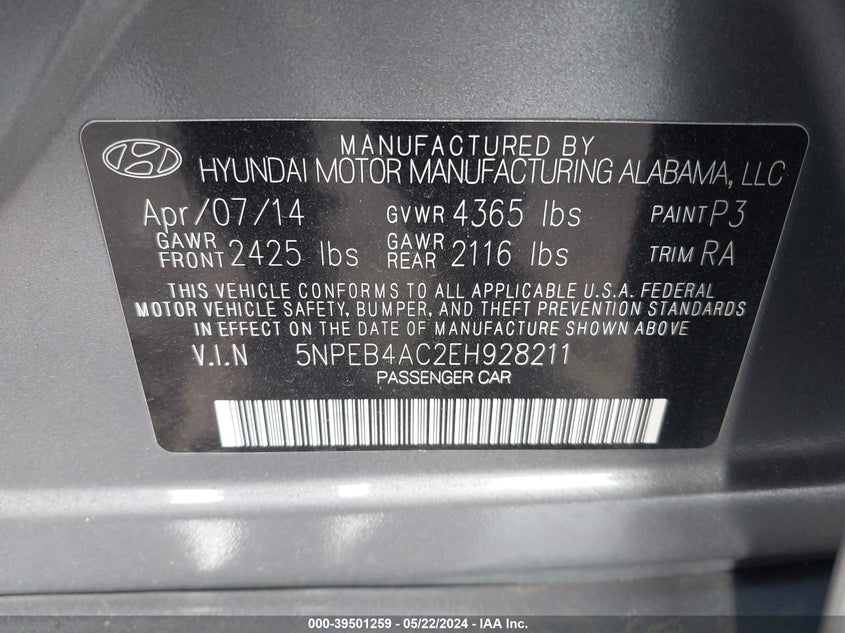 MANUFACTURED BY
HYUNDAI MOTOR MANUFACTURING ALABAMA, LLC
Apr/07/14 GVWR 4365 lbs PAINT P3
GAWR FRONT 2425 lbs GAWR REAR 2116 lbs TRIM RA
THIS VEHICLE CONFORMS TO ALL APPLICABLE U.S.A. FEDERAL
MOTOR VEHICLE SAFETY, BUMPER, AND THEFT PREVENTION STANDARDS
IN EFFECT ON THE DATE OF MANUFACTURE SHOWN ABOVE
V.I.N 5NPEB4AC2EH928211
PASSENGER CAR
000-39501259 - 05/22/2024 - IAA Inc.